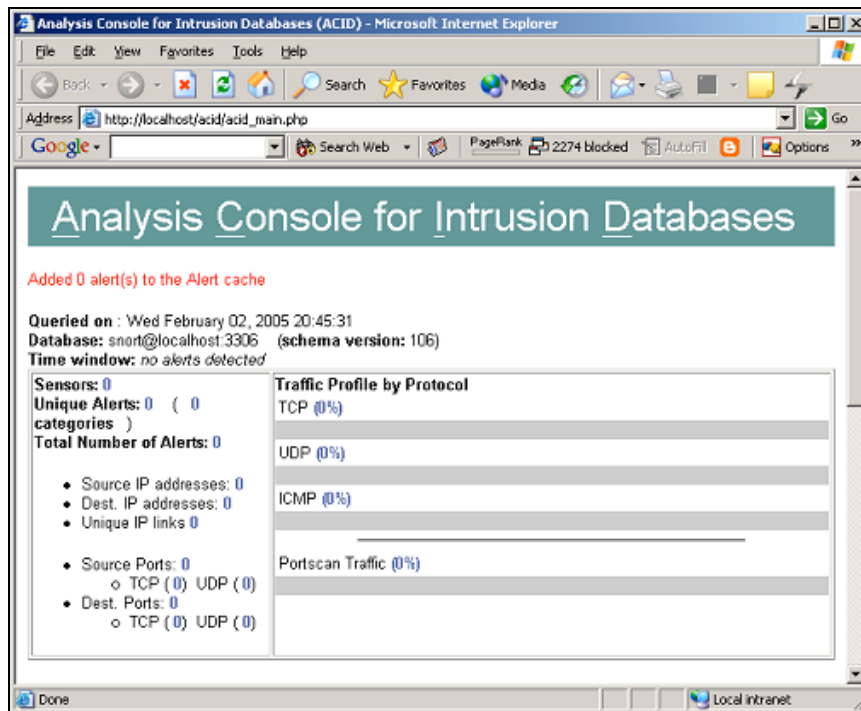 Analysis Console for Intrusion Databases (ACID) - Microsoft Internet Explorer
File Edit View Favorites Tools Help
Back Search Favorites Media
Address http://localhost/acid/acid_main.php Go
Google Search Web PageRank 2274 blocked AutoFill Options »
Analysis Console for Intrusion Databases
Added 0 alert(s) to the Alert cache
Queried on : Wed February 02, 2005 20:45:31
Database: snort@localhost:3306 (schema version: 106)
Time window: no alerts detected
Sensors: 0
Unique Alerts: 0 ( 0
categories )
Total Number of Alerts: 0
Source IP addresses: 0
Dest. IP addresses: 0
Unique IP links 0
Source Ports: 0
TCP ( 0) UDP ( 0)
Dest. Ports: 0
TCP ( 0) UDP ( 0)
Traffic Profile by Protocol
TCP (0%)
UDP (0%)
ICMP (0%)
Portscan Traffic (0%)
Done Local intranet